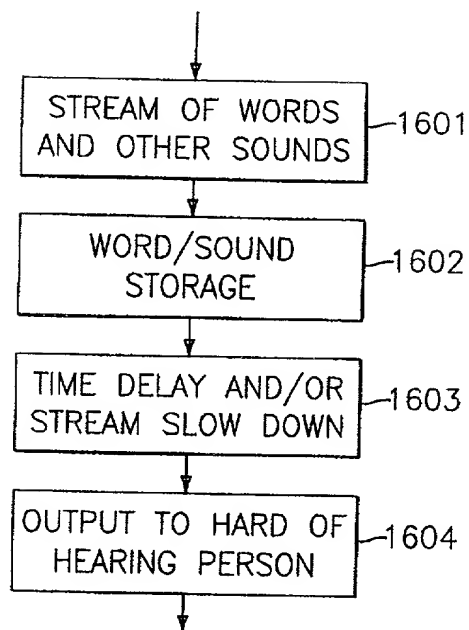 STREAM OF WORDS
AND OTHER SOUNDS
1601
WORD/SOUND
STORAGE
1602
TIME DELAY AND/OR
STREAM SLOW DOWN
1603
OUTPUT TO HARD OF
HEARING PERSON
1604